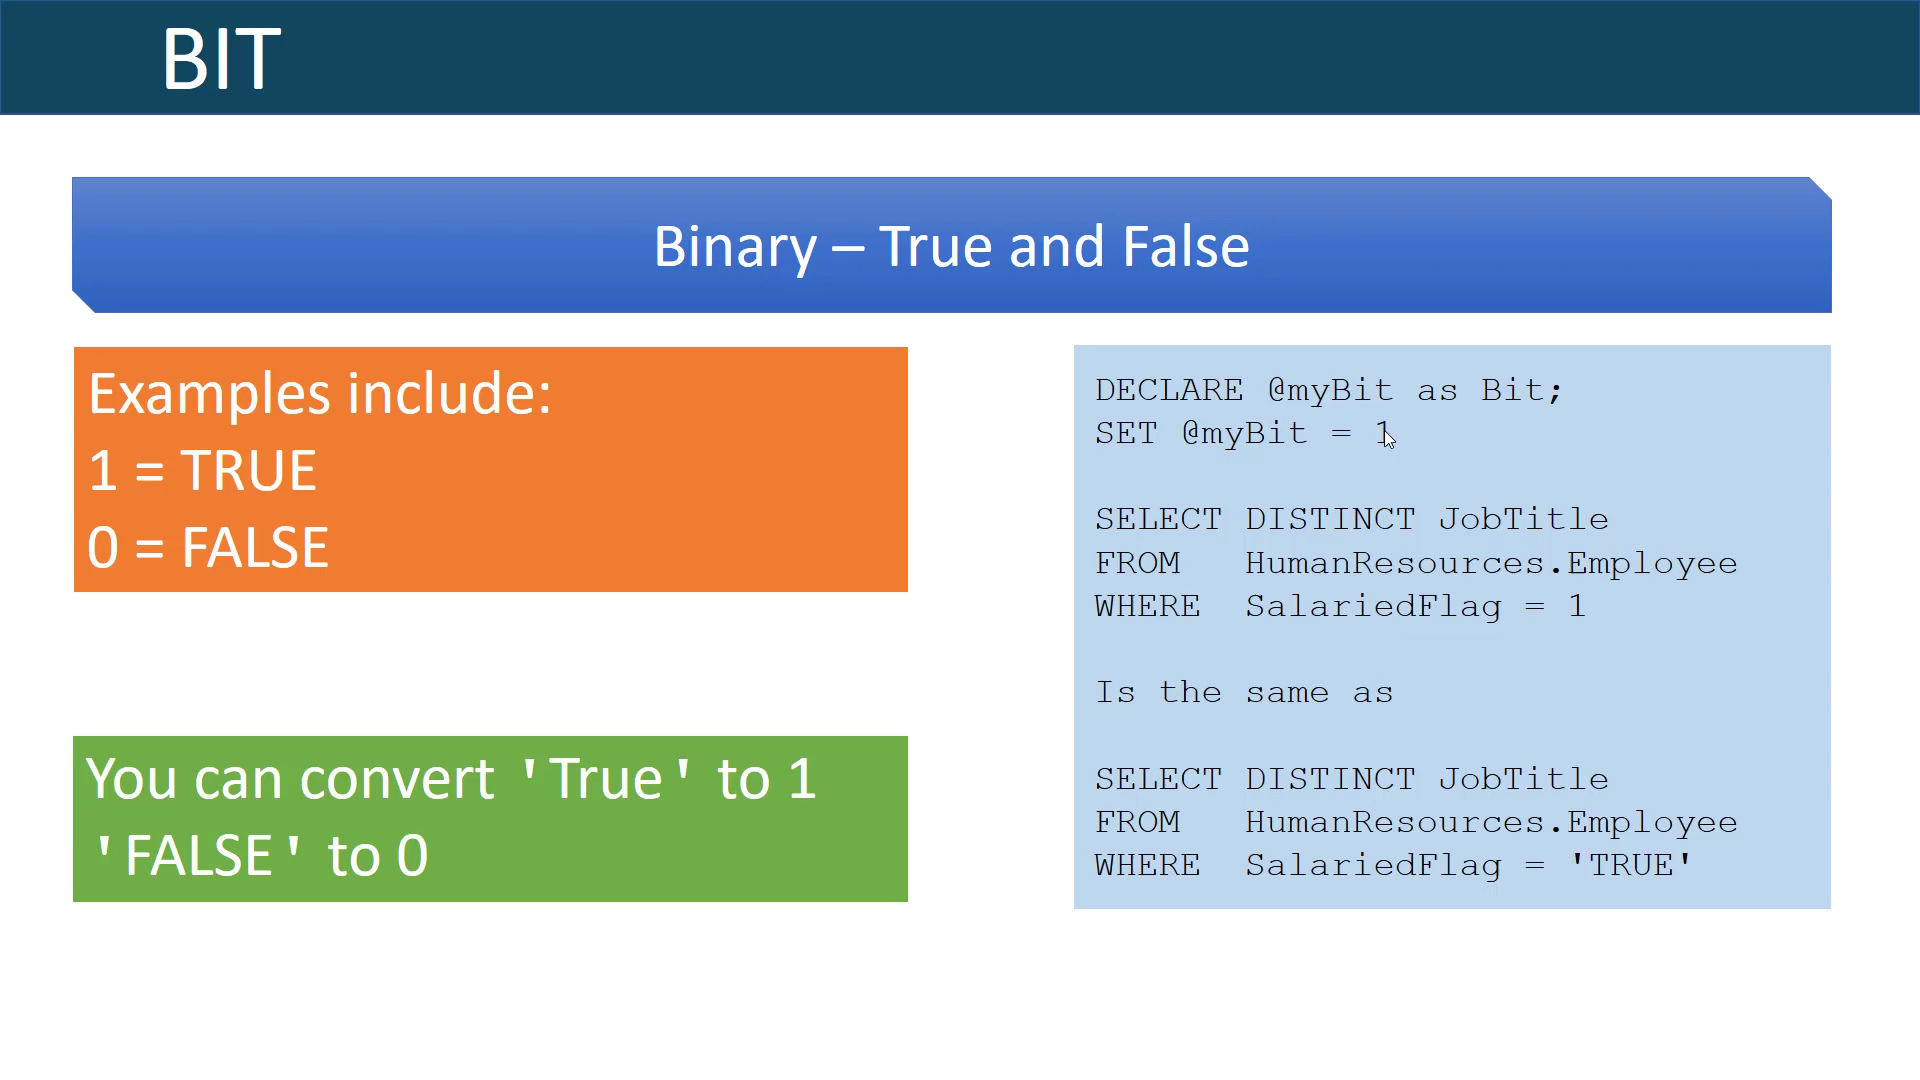 BIT
Binary – True and False
Examples include:
1 = TRUE
0 = FALSE
You can convert 'True' to 1
'FALSE' to 0
DECLARE @myBit as Bit;
SET @myBit = 1
SELECT DISTINCT JobTitle
FROM   HumanResources.Employee
WHERE  SalariedFlag = 1
Is the same as
SELECT DISTINCT JobTitle
FROM   HumanResources.Employee
WHERE  SalariedFlag = 'TRUE'